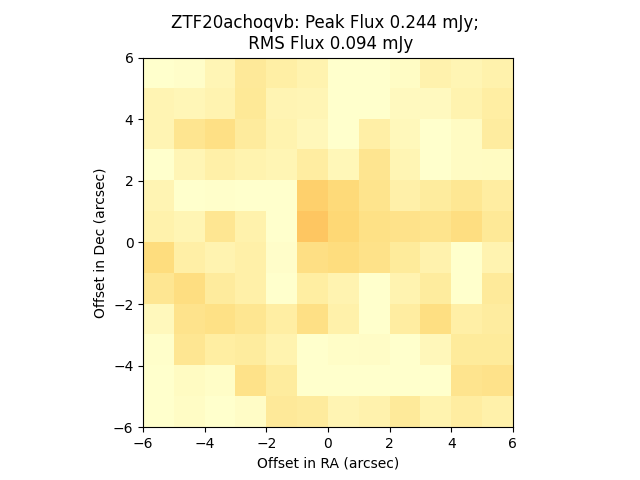 ZTF20achoqvb: Peak Flux 0.244 mJy;
RMS Flux 0.094 mJy
6
4
2
0
−2
−4
−6
Offset in Dec (arcsec)
−6 −4 −2 0 2 4 6
Offset in RA (arcsec)